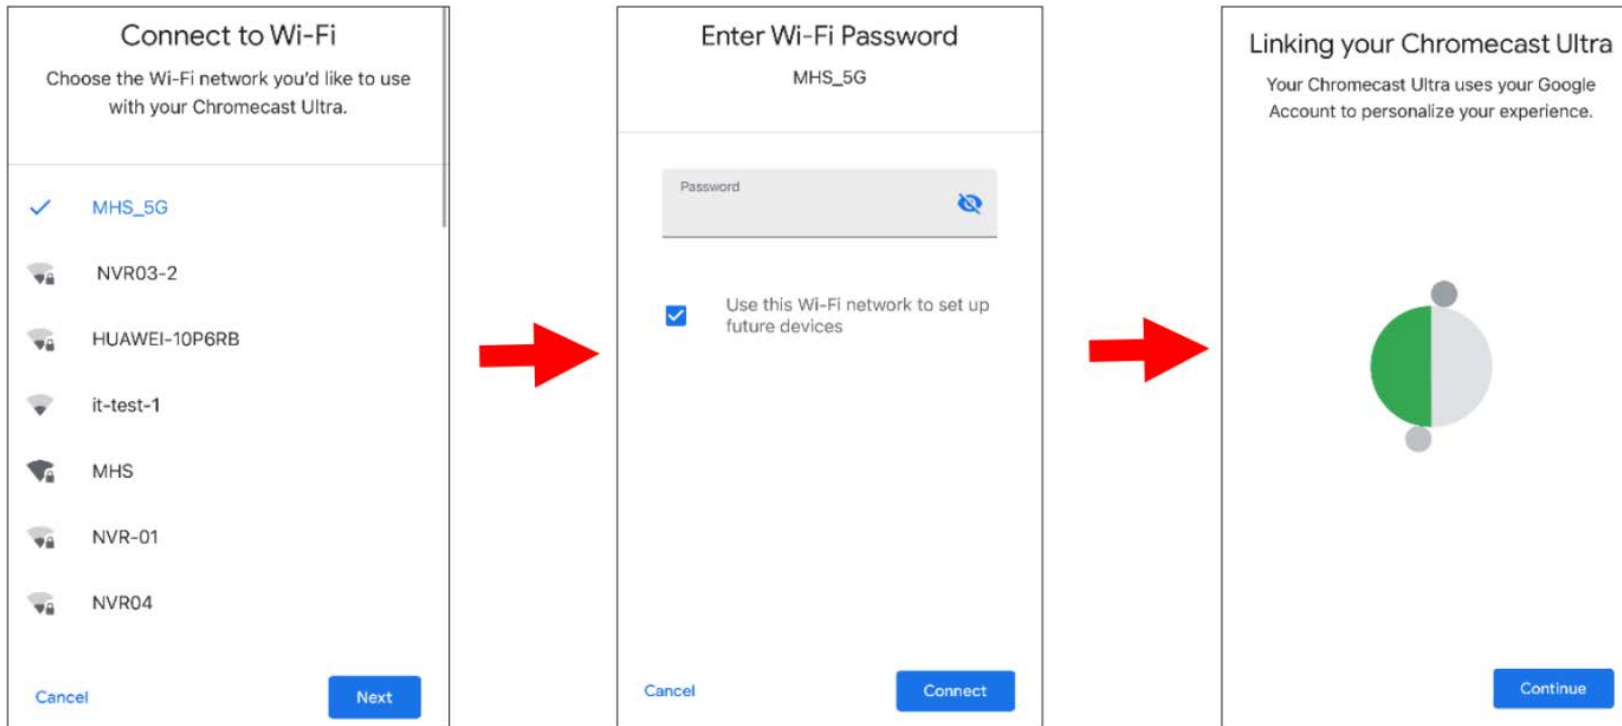 Connect to Wi-Fi
Choose the Wi-Fi network you'd like to use
with your Chromecast Ultra.
MHS_5G
NVR03-2
HUAWEI-10P6RB
it-test-1
MHS
NVR-01
NVR04
Cancel
Next
Enter Wi-Fi Password
MHS_5G
Password
Use this Wi-Fi network to set up
future devices
Cancel
Connect
Linking your Chromecast Ultra
Your Chromecast Ultra uses your Google
Account to personalize your experience.
Continue